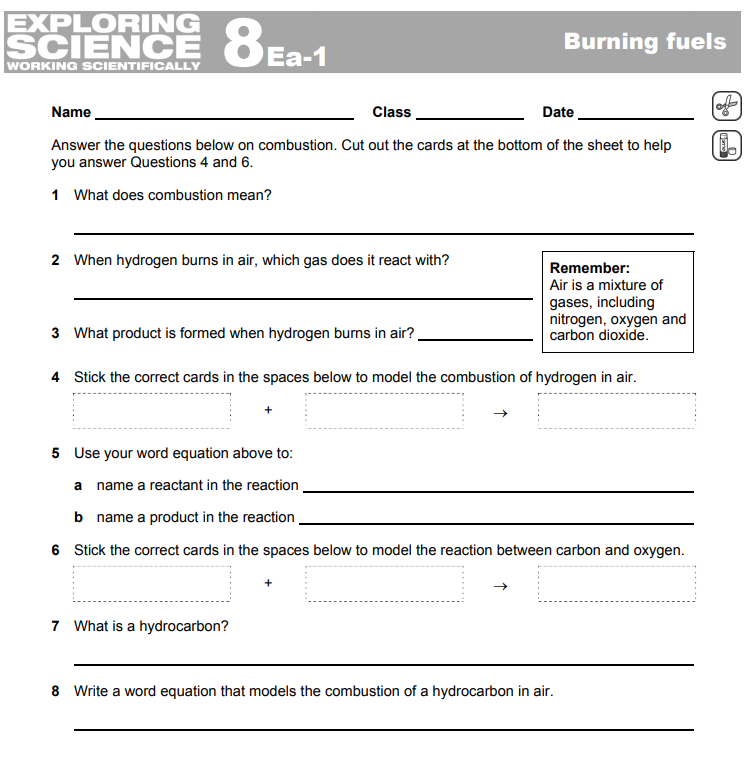 EXPLORING
SCIENCE
WORKING SCIENTIFICALLY
8Ea-1
Burning fuels
Name Class Date
Answer the questions below on combustion. Cut out the cards at the bottom of the sheet to help
you answer Questions 4 and 6.
1 What does combustion mean?
2 When hydrogen burns in air, which gas does it react with?
Remember:
Air is a mixture of
gases, including
nitrogen, oxygen and
carbon dioxide.
3 What product is formed when hydrogen burns in air?
4 Stick the correct cards in the spaces below to model the combustion of hydrogen in air.
+ →
5 Use your word equation above to:
a name a reactant in the reaction
b name a product in the reaction
6 Stick the correct cards in the spaces below to model the reaction between carbon and oxygen.
+ →
7 What is a hydrocarbon?
8 Write a word equation that models the combustion of a hydrocarbon in air.